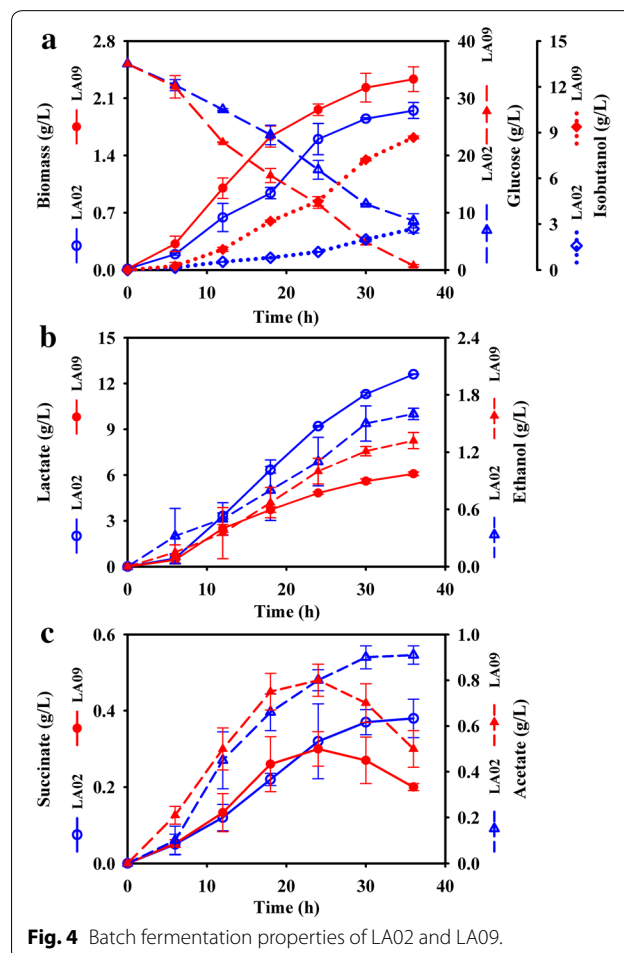 a
Biomass (g/L)
LA02
LA09
2.8
2.1
1.4
0.7
0.0
40
30
20
10
0
LA02
LA09
Glucose (g/L)
15
12
9
6
3
0
LA02
LA09
Isobutanol (g/L)
0
10
20
30
40
Time (h)
b
Lactate (g/L)
LA02
LA09
15
12
9
6
3
0
2.4
1.8
1.2
0.6
0.0
LA02
LA09
Ethanol (g/L)
0
10
20
30
40
Time (h)
c
Succinate (g/L)
LA02
LA09
0.6
0.4
0.2
0.0
1.0
0.8
0.6
0.4
0.2
0.0
LA02
LA09
Acetate (g/L)
0
10
20
30
40
Time (h)
Fig. 4 Batch fermentation properties of LA02 and LA09.